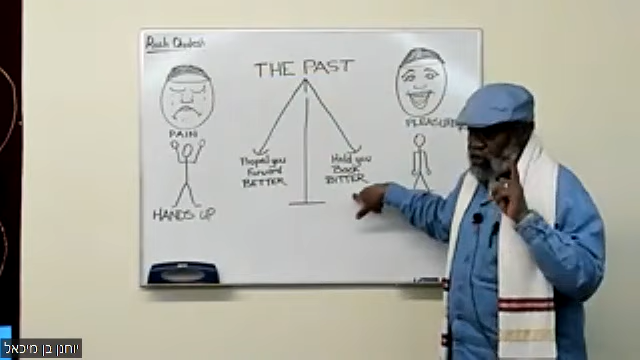 Rosh Chodesh
THE PAST
PAIN
PLEASURE
Propel you
Forward
BETTER
Hold you
Back
BITTER
HANDS UP
יוחנן בן מיכאל